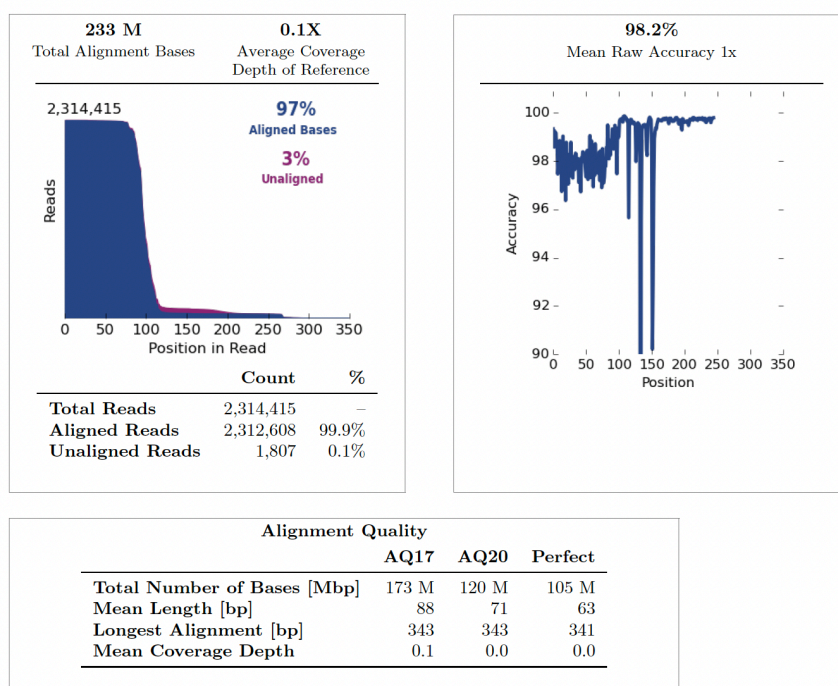 233 M 0.1X
Total Alignment Bases Average Coverage
Depth of Reference
2,314,415
97%
Aligned Bases
3%
Unaligned
Reads
0 50 100 150 200 250 300 350
Position in Read
Count %
Total Reads 2,314,415 –
Aligned Reads 2,312,608 99.9%
Unaligned Reads 1,807 0.1%
98.2%
Mean Raw Accuracy 1x
100
98
96
94
92
90
Accuracy
0 50 100 150 200 250 300 350
Position
Alignment Quality
AQ17 AQ20 Perfect
Total Number of Bases [Mbp] 173 M 120 M 105 M
Mean Length [bp] 88 71 63
Longest Alignment [bp] 343 343 341
Mean Coverage Depth 0.1 0.0 0.0